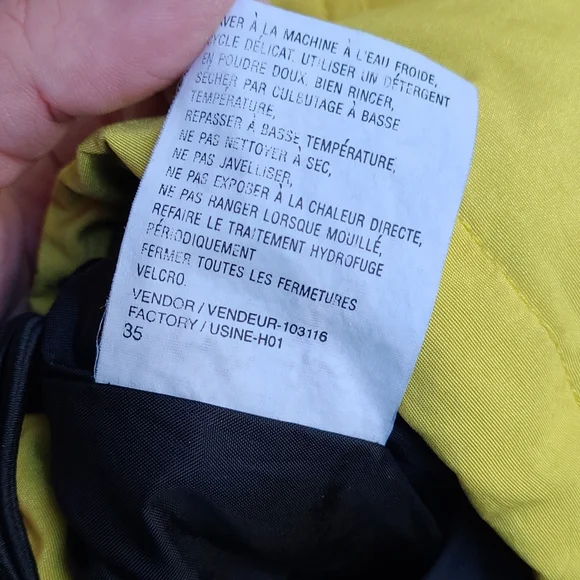 LAVER À LA MACHINE À L'EAU FROIDE,
CYCLE DÉLICAT, UTILISER UN DÉTERGENT
EN POUDRE DOUX, BIEN RINCER,
SÉCHER PAR CULBUTAGE À BASSE
TEMPÉRATURE,
REPASSER À BASSE TEMPÉRATURE,
NE PAS NETTOYER À SEC,
NE PAS JAVELLISER,
NE PAS EXPOSER À LA CHALEUR DIRECTE,
NE PAS RANGER LORSQUE MOUILLÉ,
REFAIRE LE TRAITEMENT HYDROFUGE
PÉRIODIQUEMENT
FERMER TOUTES LES FERMETURES
VELCRO.
VENDOR / VENDEUR-103116
FACTORY / USINE-H01
35